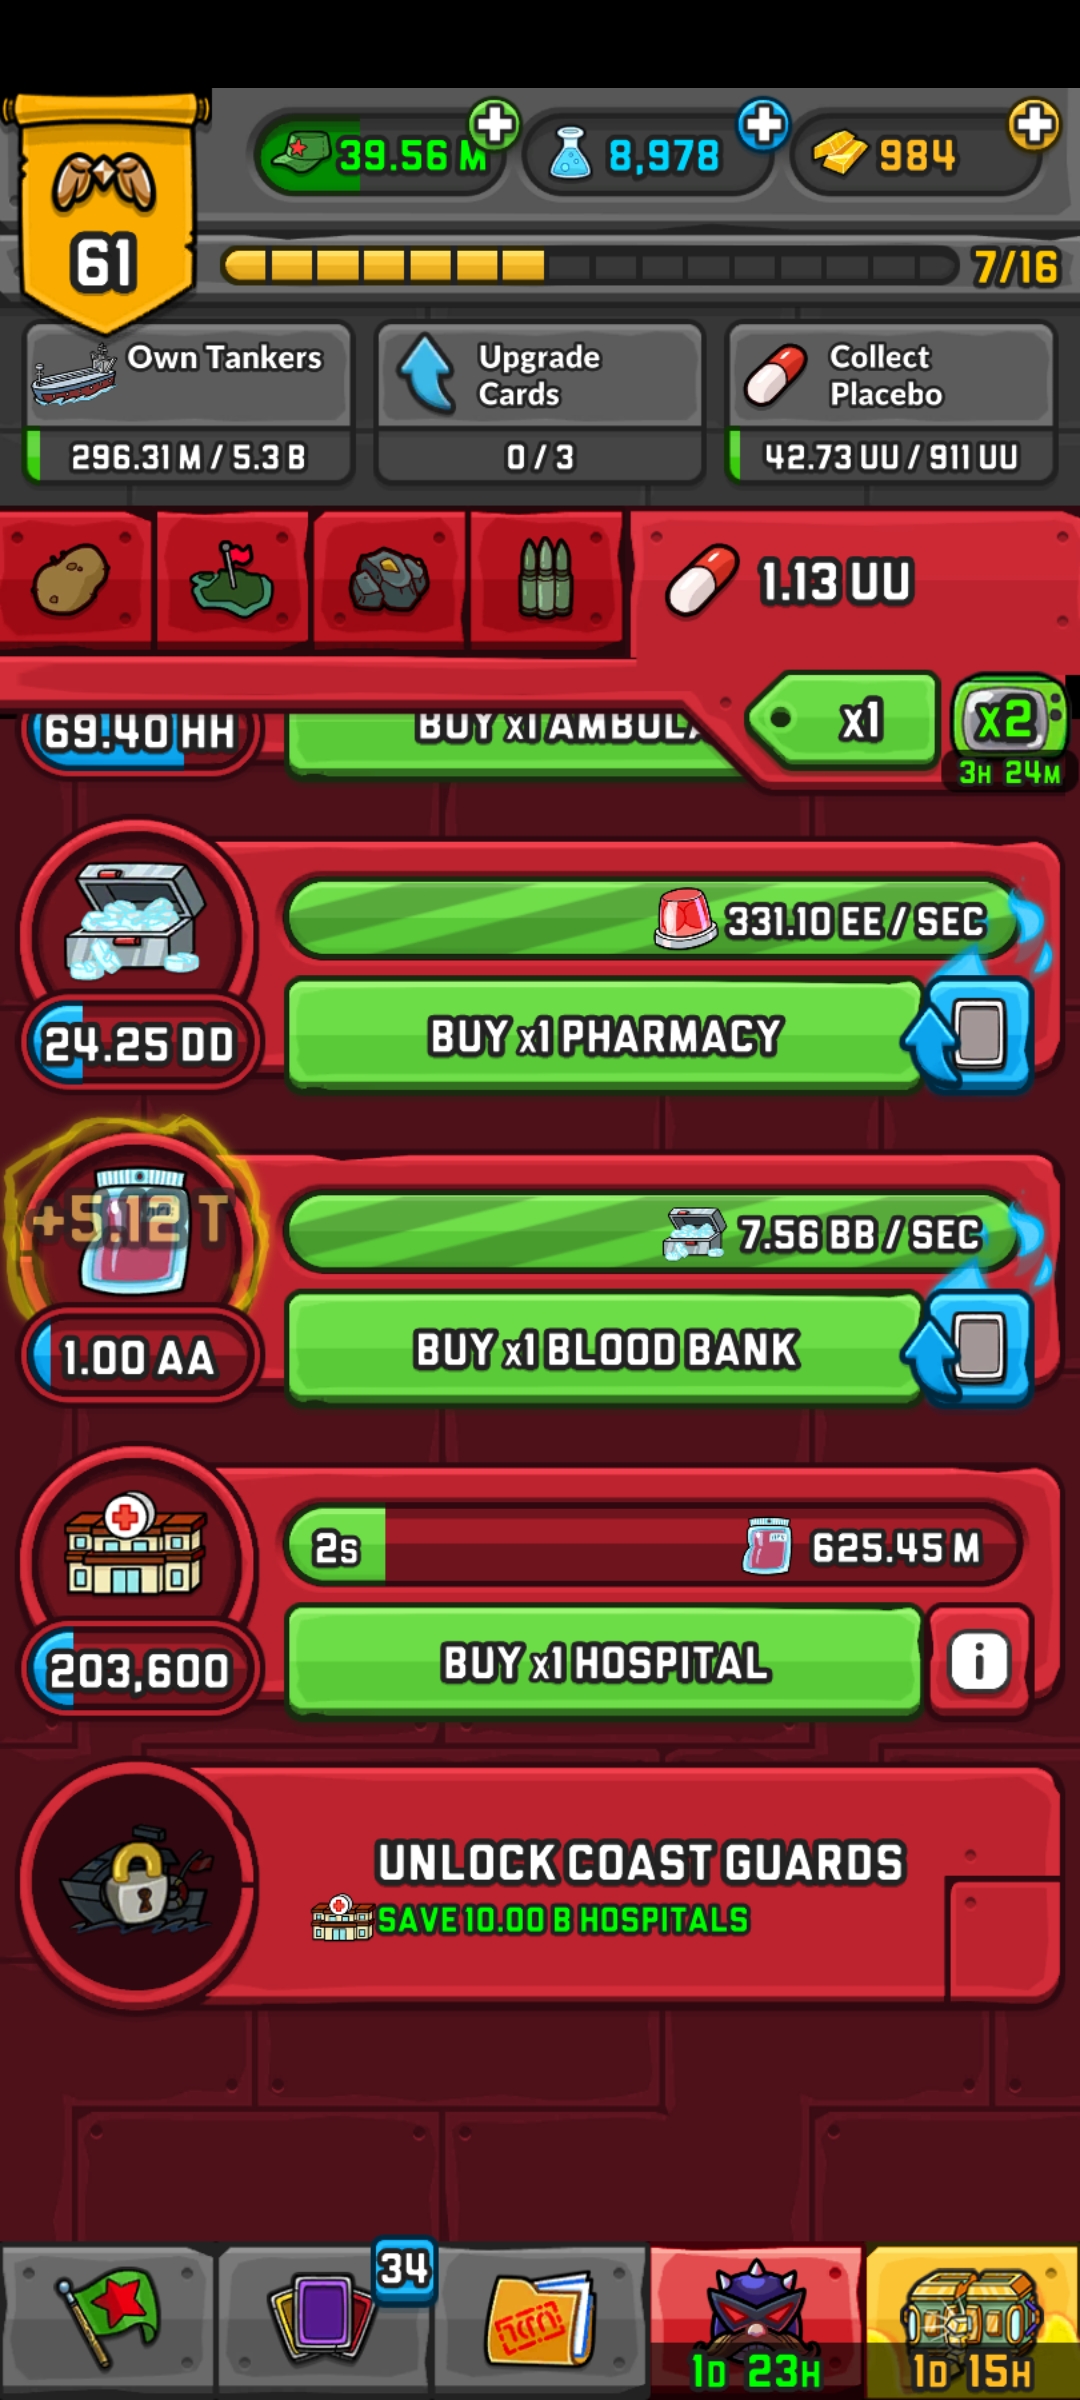 39.56 M
8,978
984
61
7/16
Own Tankers
296.31 M / 5.3 B
Upgrade
Cards
0 / 3
Collect
Placebo
42.73 UU / 911 UU
1.13 UU
x1
x2
3H 24M
69.40 HH
BUY x1
331.10 EE / SEC
24.25 DD
BUY x1 PHARMACY
+5.12 T
7.56 BB / SEC
1.00 AA
BUY x1 BLOOD BANK
2s
625.45 M
203,600
BUY x1 HOSPITAL
i
UNLOCK COAST GUARDS
SAVE 10.00 B HOSPITALS
34
1D 23H
1D 15H